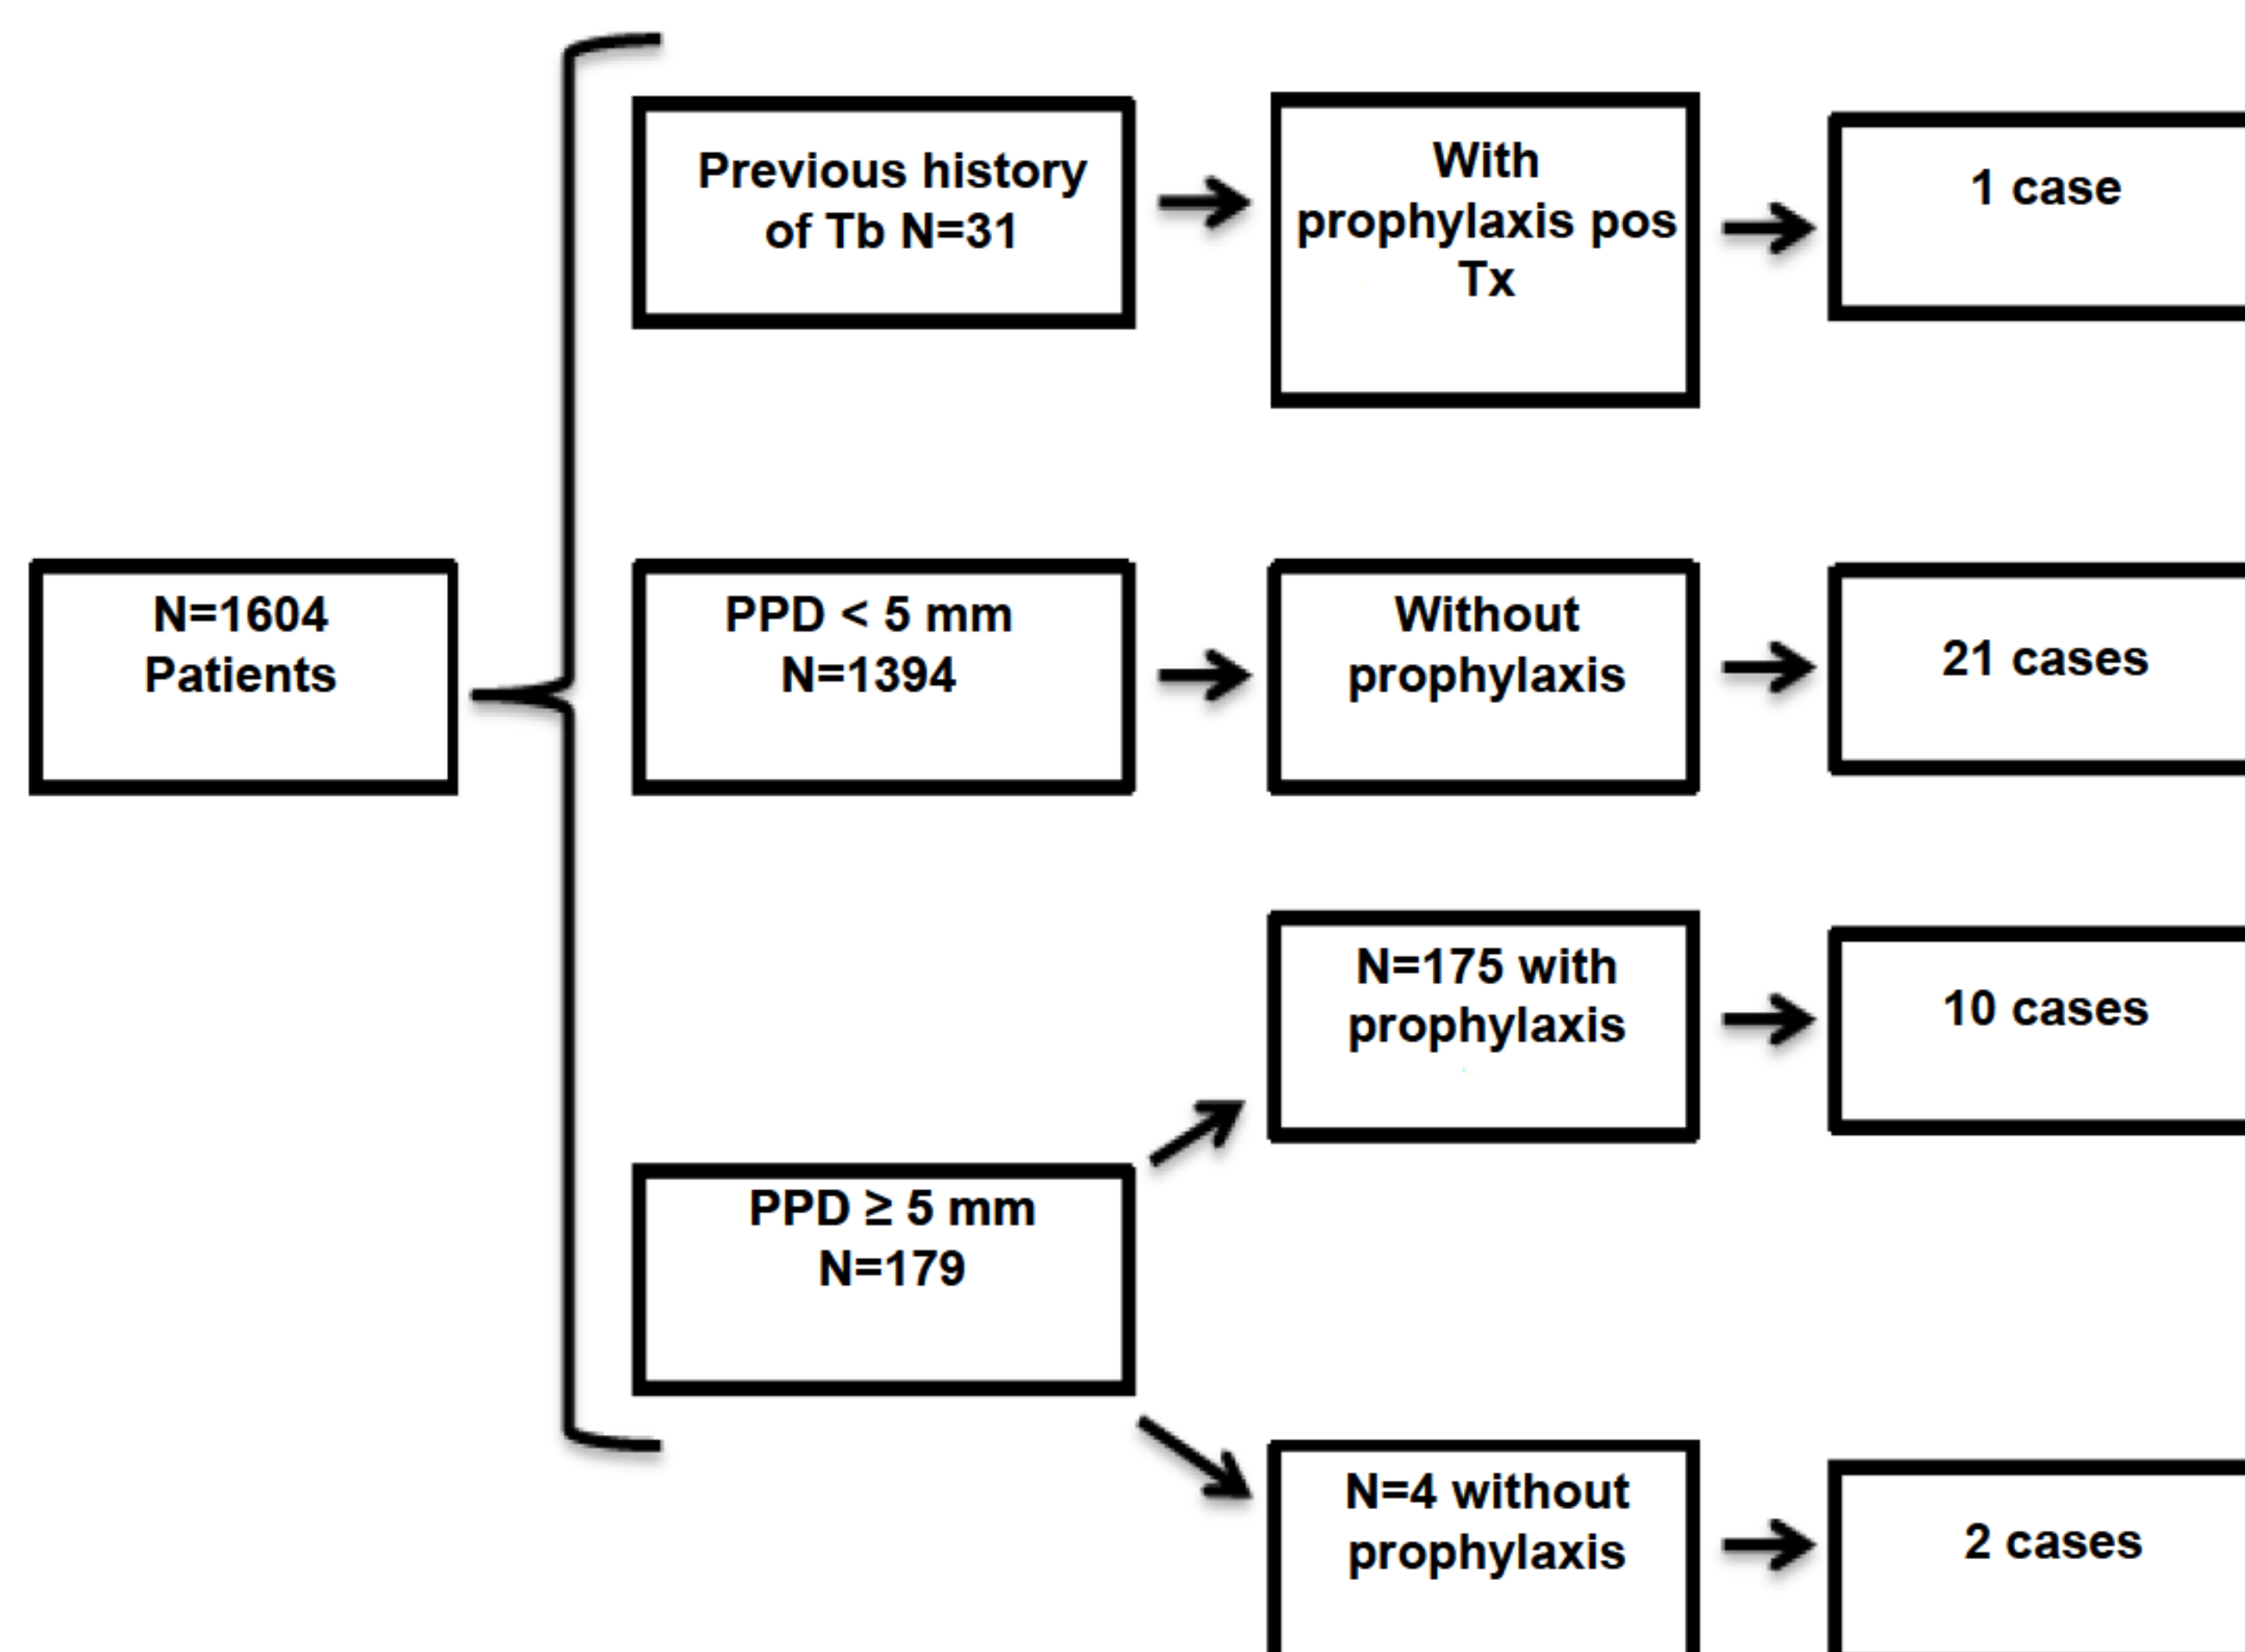 Previous history
of Tb N=31
With
prophylaxis pos
Tx
1 case
N=1604
Patients
PPD < 5 mm
N=1394
Without
prophylaxis
21 cases
N=175 with
prophylaxis
10 cases
PPD ≥ 5 mm
N=179
N=4 without
prophylaxis
2 cases